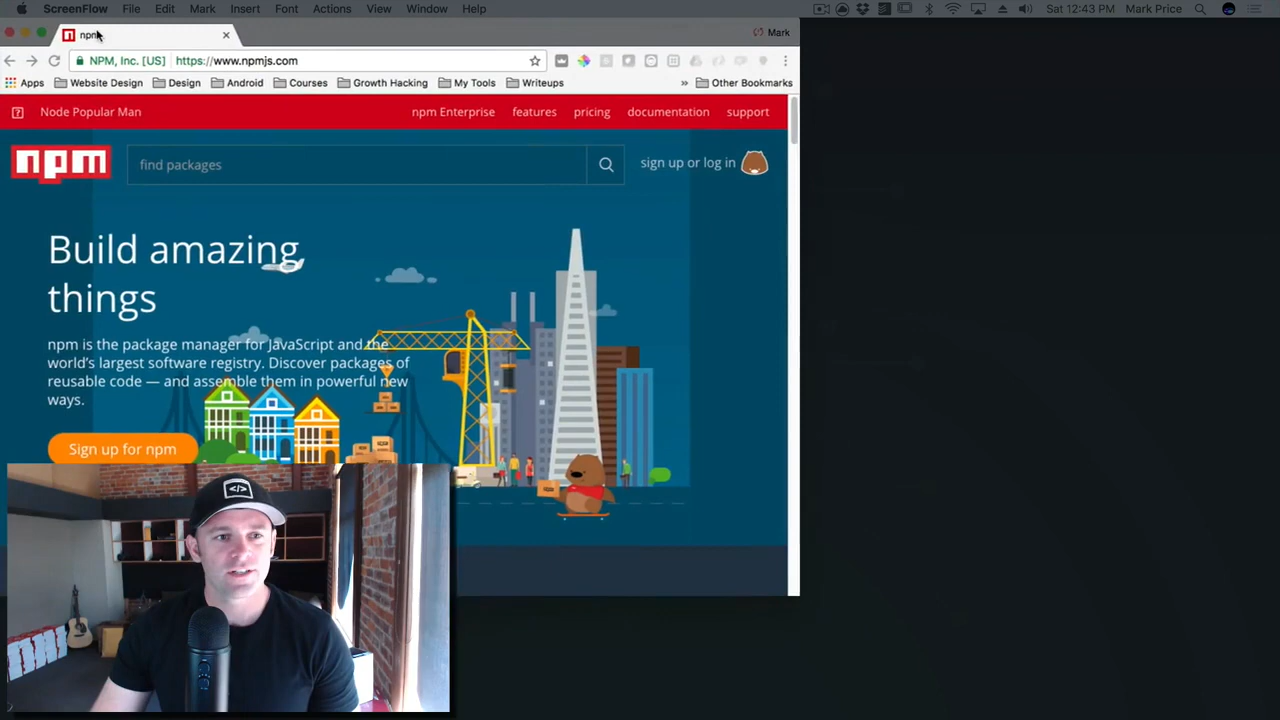 ScreenFlow File Edit Mark Insert Font Actions View Window Help Sat 12:43 PM Mark Price
npm Mark
NPM, Inc. [US] https://www.npmjs.com
Apps Website Design Design Android Courses Growth Hacking My Tools Writeups » Other Bookmarks
Node Popular Man npm Enterprise features pricing documentation support
npm find packages sign up or log in
Build amazing
things
npm is the package manager for JavaScript and the
world's largest software registry. Discover packages of
reusable code — and assemble them in powerful new
ways.
Sign up for npm
</>